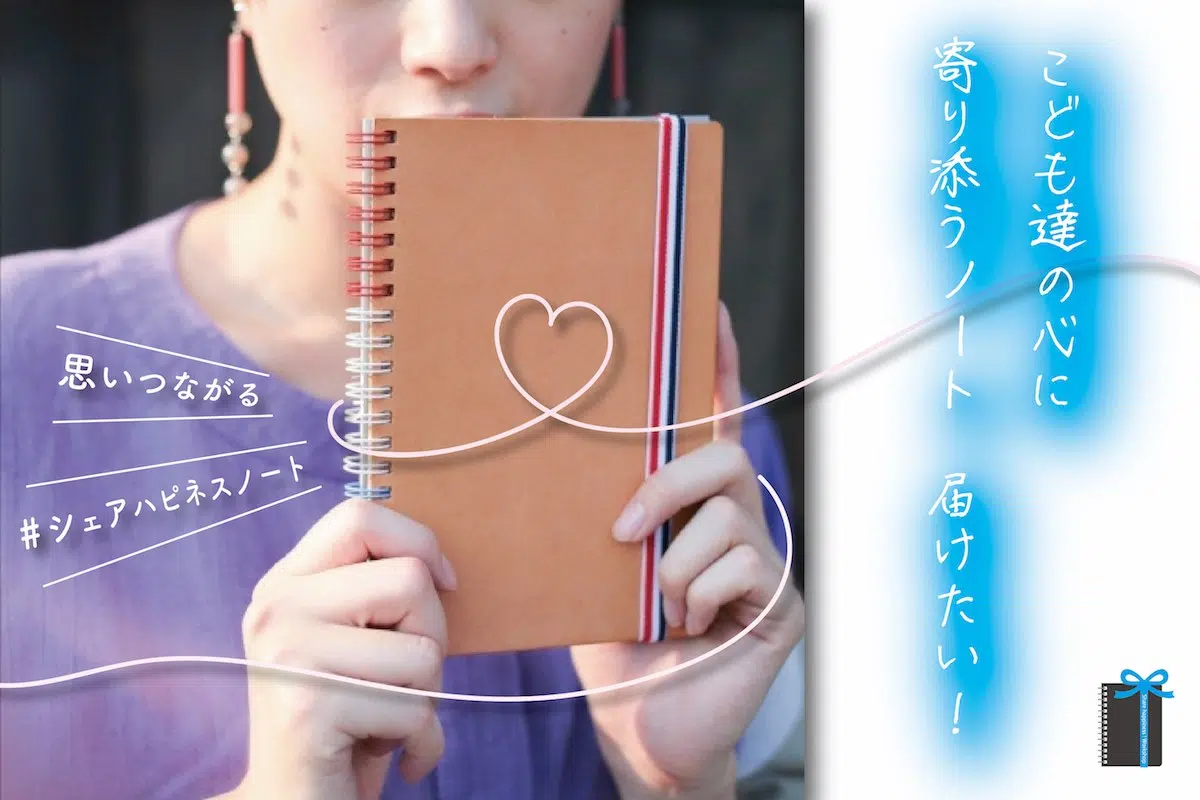 こども達の心に
寄り添うノート 届けたい！
思いつながる
#シェアハピネスノート
Share happiness! Workshop